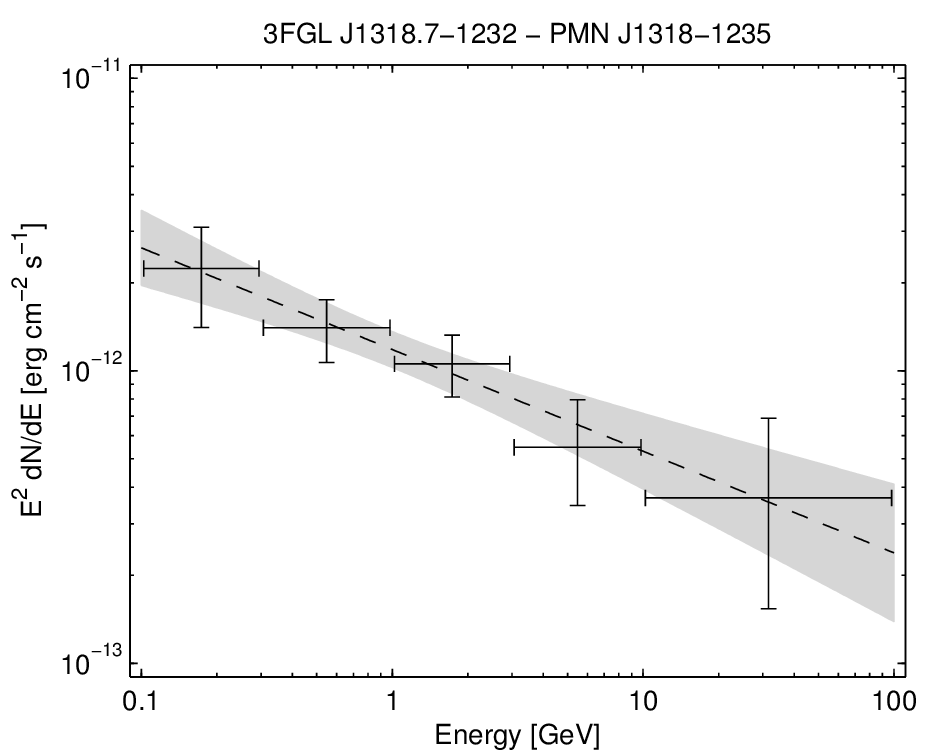 3FGL J1318.7−1232 − PMN J1318−1235
10⁻¹¹
10⁻¹²
10⁻¹³
E² dN/dE [erg cm⁻² s⁻¹]
0.1 1 10 100
Energy [GeV]